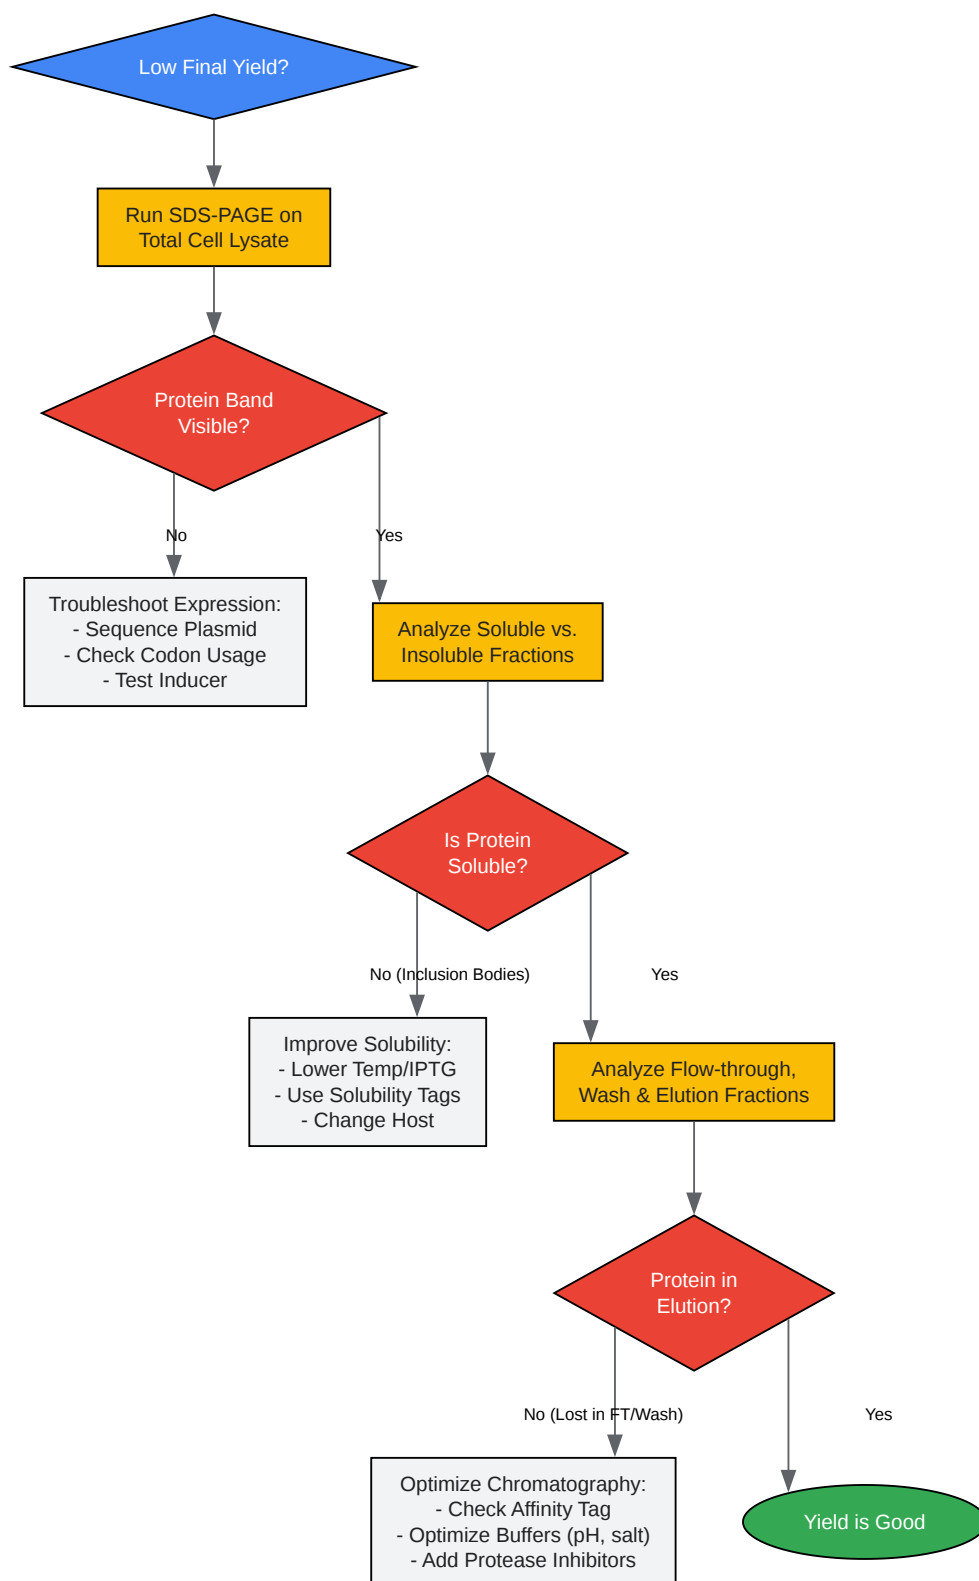 Low Final Yield?
Run SDS-PAGE on
Total Cell Lysate
Protein Band
Visible?
No
Yes
Troubleshoot Expression:
- Sequence Plasmid
- Check Codon Usage
- Test Inducer
Analyze Soluble vs.
Insoluble Fractions
Is Protein
Soluble?
No (Inclusion Bodies)
Yes
Improve Solubility:
- Lower Temp/IPTG
- Use Solubility Tags
- Change Host
Analyze Flow-through,
Wash & Elution Fractions
Protein in
Elution?
No (Lost in FT/Wash)
Yes
Optimize Chromatography:
- Check Affinity Tag
- Optimize Buffers (pH, salt)
- Add Protease Inhibitors
Yield is Good